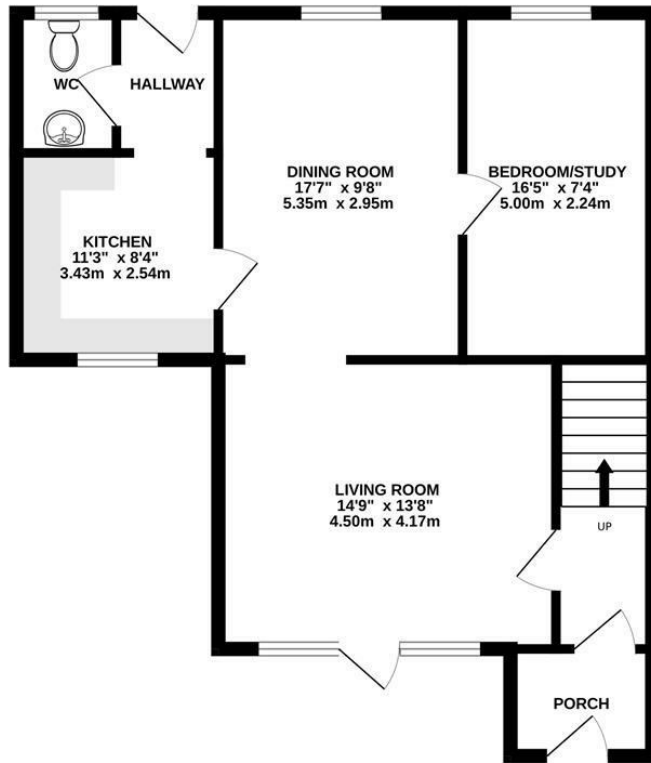 WC
HALLWAY
DINING ROOM
17'7" x 9'8"
5.35m x 2.95m
BEDROOM/STUDY
16'5" x 7'4"
5.00m x 2.24m
KITCHEN
11'3" x 8'4"
3.43m x 2.54m
LIVING ROOM
14'9" x 13'8"
4.50m x 4.17m
UP
PORCH